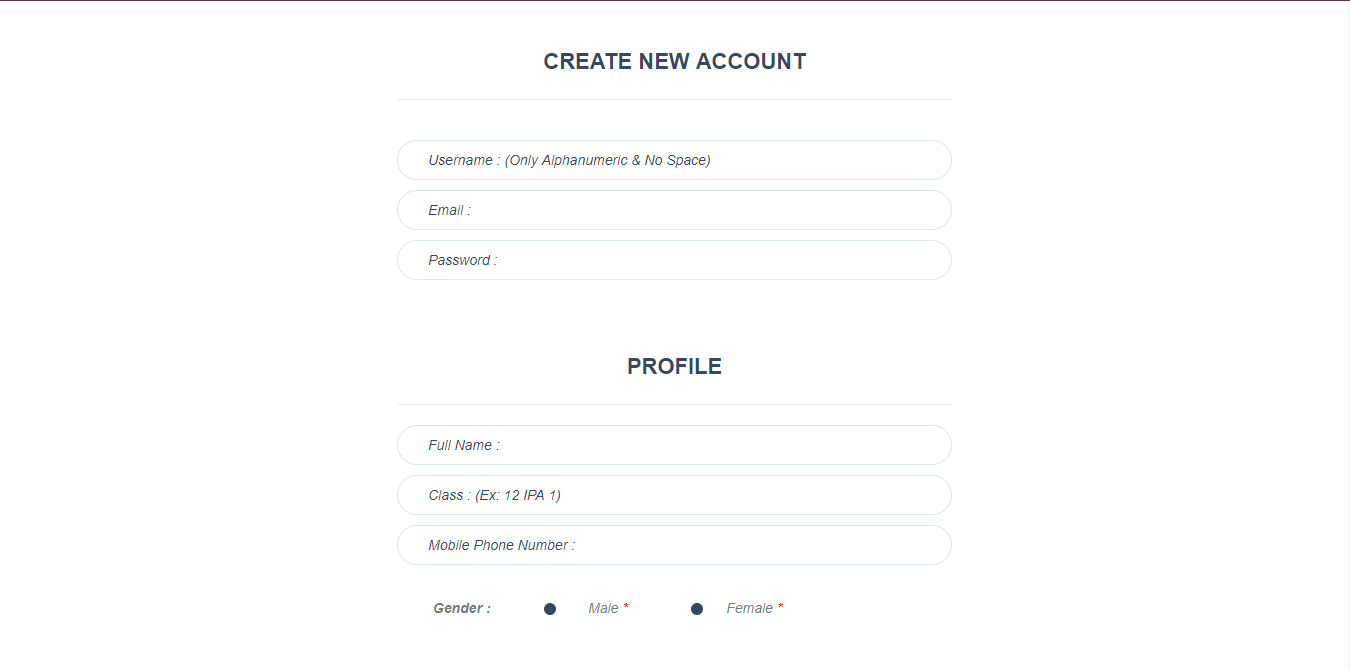 CREATE NEW ACCOUNT
Username : (Only Alphanumeric & No Space)
Email :
Password :
PROFILE
Full Name :
Class : (Ex: 12 IPA 1)
Mobile Phone Number :
Gender : Male * Female *